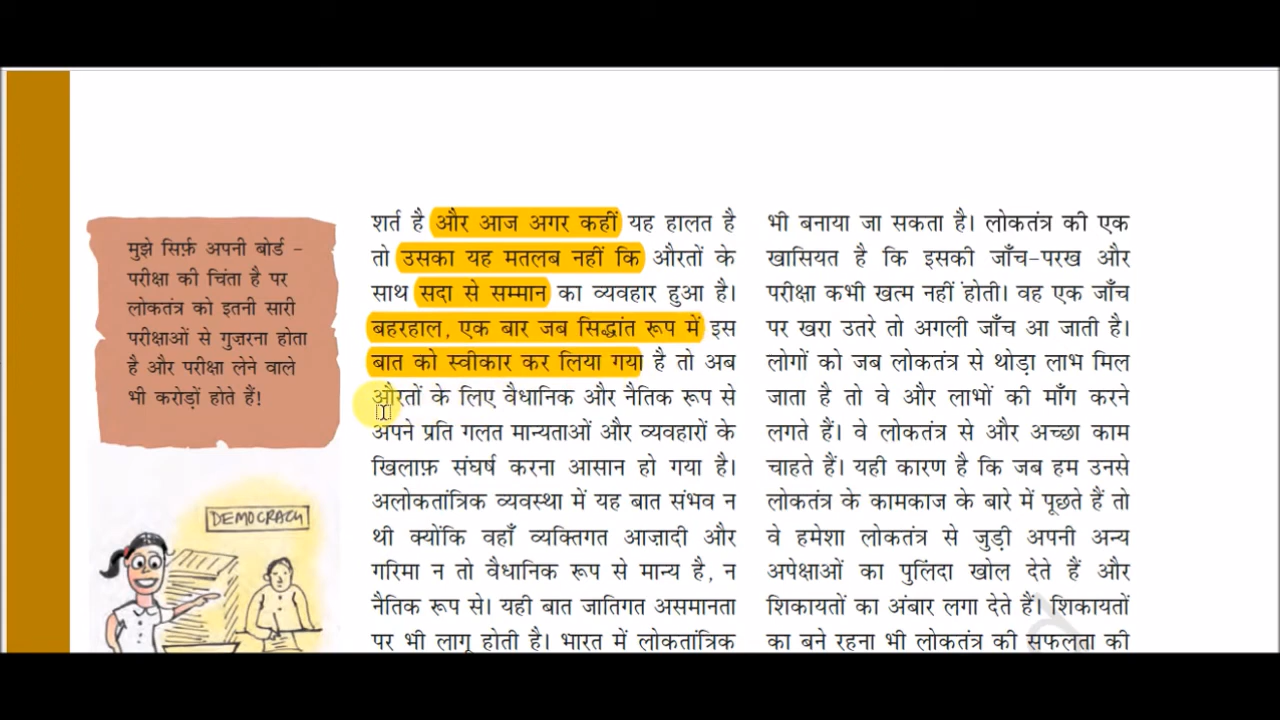 मुझे सिर्फ़ अपनी बोर्ड -
परीक्षा की चिंता है पर
लोकतंत्र को इतनी सारी
परीक्षाओं से गुजरना होता
है और परीक्षा लेने वाले
भी करोड़ों होते हैं!
DEMOCRACY
शर्त है और आज अगर कहीं यह हालत है
तो उसका यह मतलब नहीं कि औरतों के
साथ सदा से सम्मान का व्यवहार हुआ है।
बहरहाल, एक बार जब सिद्धांत रूप में इस
बात को स्वीकार कर लिया गया है तो अब
औरतों के लिए वैधानिक और नैतिक रूप से
अपने प्रति गलत मान्यताओं और व्यवहारों के
खिलाफ़ संघर्ष करना आसान हो गया है।
अलोकतांत्रिक व्यवस्था में यह बात संभव न
थी क्योंकि वहाँ व्यक्तिगत आज़ादी और
गरिमा न तो वैधानिक रूप से मान्य है, न
नैतिक रूप से। यही बात जातिगत असमानता
पर भी लागू होती है। भारत में लोकतांत्रिक
भी बनाया जा सकता है। लोकतंत्र की एक
खासियत है कि इसकी जाँच-परख और
परीक्षा कभी खत्म नहीं होती। वह एक जाँच
पर खरा उतरे तो अगली जाँच आ जाती है।
लोगों को जब लोकतंत्र से थोड़ा लाभ मिल
जाता है तो वे और लाभों की माँग करने
लगते हैं। वे लोकतंत्र से और अच्छा काम
चाहते हैं। यही कारण है कि जब हम उनसे
लोकतंत्र के कामकाज के बारे में पूछते हैं तो
वे हमेशा लोकतंत्र से जुड़ी अपनी अन्य
अपेक्षाओं का पुलिंदा खोल देते हैं और
शिकायतों का अंबार लगा देते हैं। शिकायतों
का बने रहना भी लोकतंत्र की सफलता की